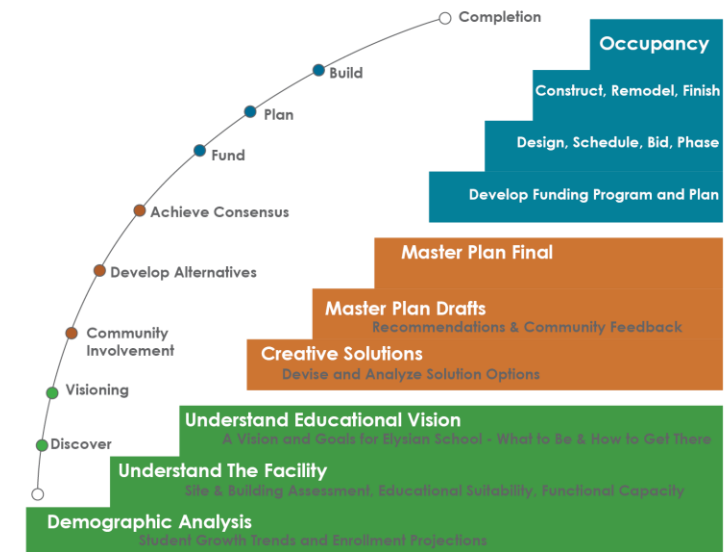 Completion
Occupancy
Build
Construct, Remodel, Finish
Plan
Design, Schedule, Bid, Phase
Fund
Develop Funding Program and Plan
Achieve Consensus
Master Plan Final
Develop Alternatives
Master Plan Drafts
Recommendations & Community Feedback
Community
Involvement
Creative Solutions
Devise and Analyze Solution Options
Visioning
Understand Educational Vision
A Vision and Goals for Elysian School - What to Be & How to Get There
Discover
Understand The Facility
Site & Building Assessment, Educational Suitability, Functional Capacity
Demographic Analysis
Student Growth Trends and Enrollment Projections